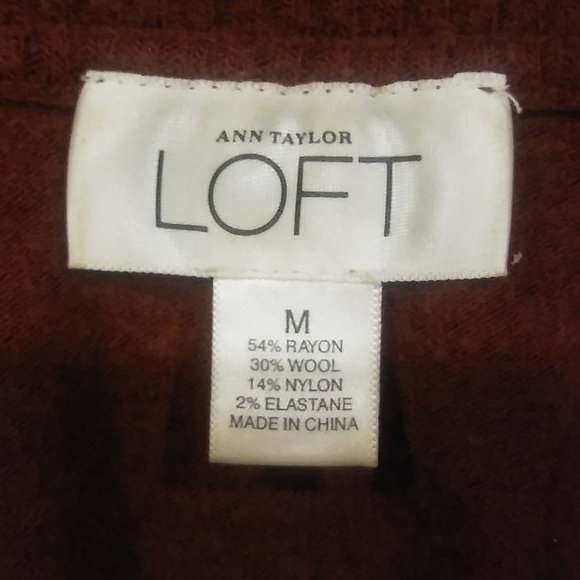 ANN TAYLOR
LOFT
M
54% RAYON
30% WOOL
14% NYLON
2% ELASTANE
MADE IN CHINA